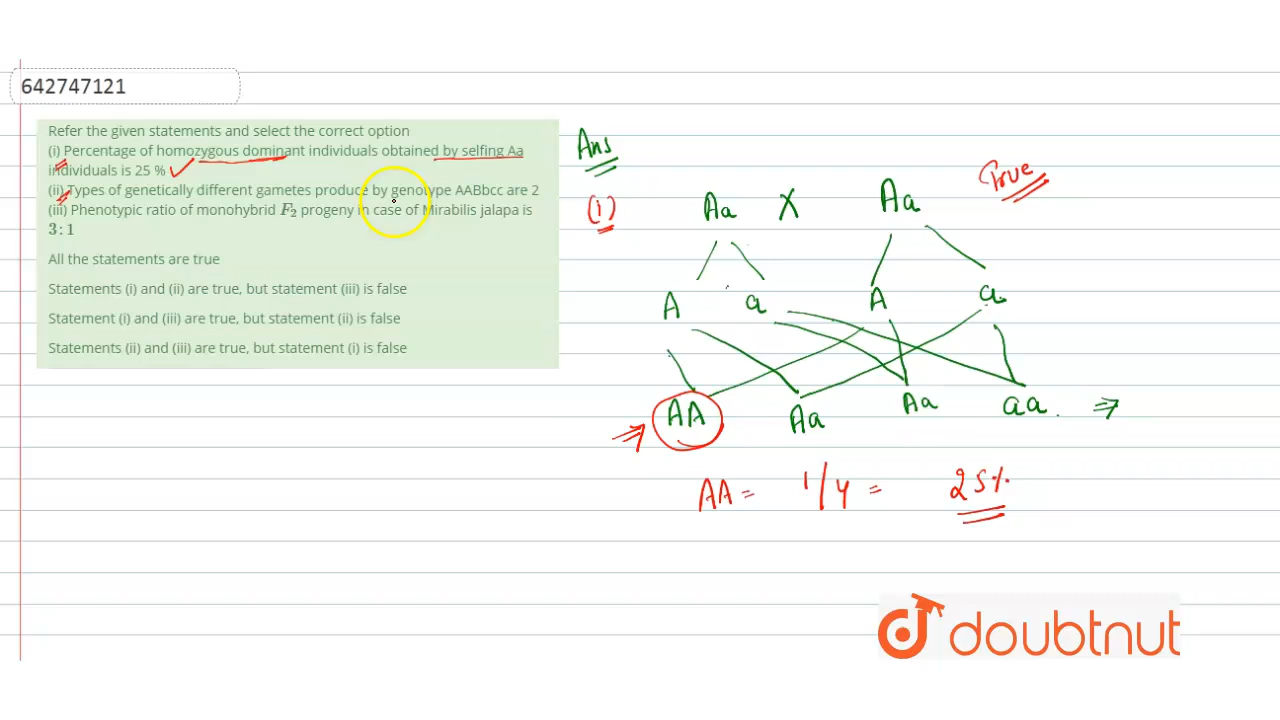 642747121
Refer the given statements and select the correct option
(i) Percentage of homozygous dominant individuals obtained by selfing Aa
individuals is 25 %
(ii) Types of genetically different gametes produce by genotype AABbcc are 2
(iii) Phenotypic ratio of monohybrid F₂ progeny in case of Mirabilis jalapa is
3 : 1
All the statements are true
Statements (i) and (ii) are true, but statement (iii) is false
Statement (i) and (iii) are true, but statement (ii) is false
Statements (ii) and (iii) are true, but statement (i) is false
Ans
True
(i) Aa X Aa
A a A a
AA Aa Aa aa ⇒
AA = 1/4 = 25%
doubtnut